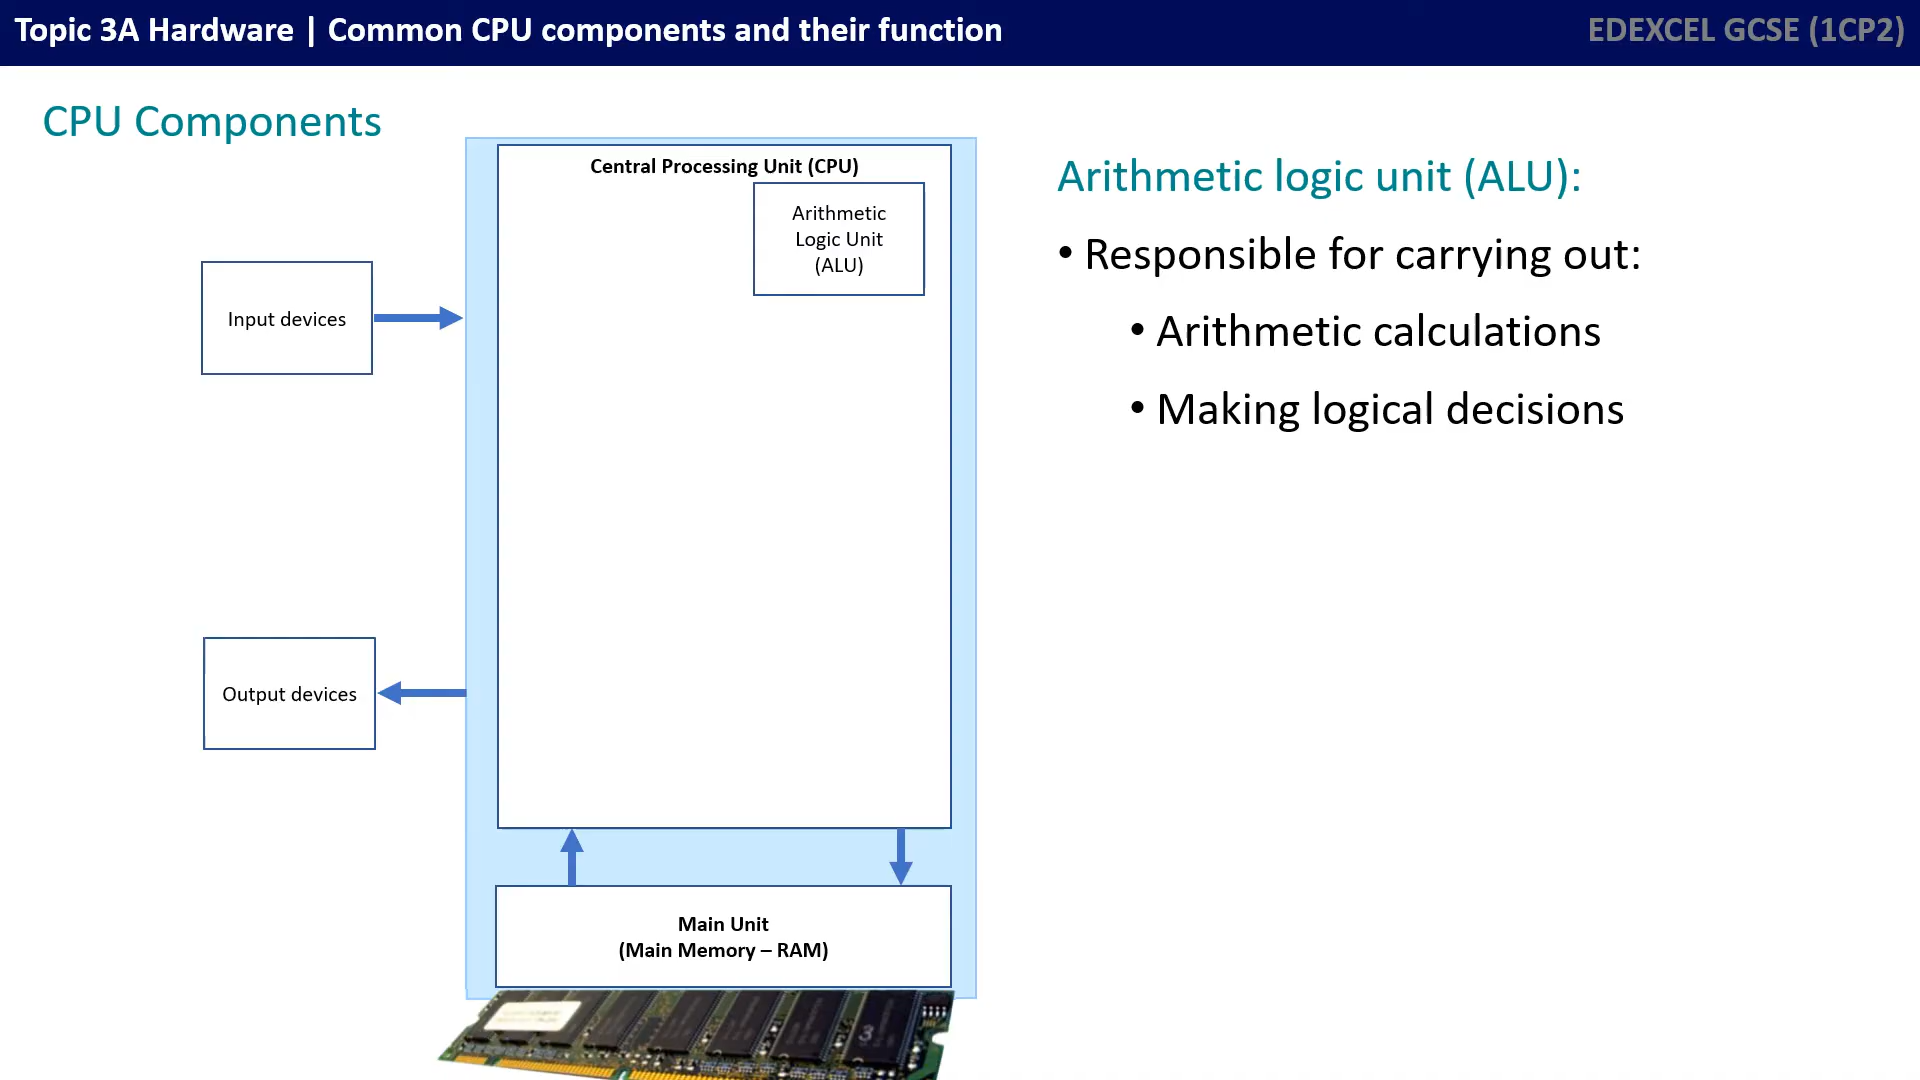 Topic 3A Hardware | Common CPU components and their function
EDEXCEL GCSE (1CP2)
CPU Components
Central Processing Unit (CPU)
Arithmetic
Logic Unit
(ALU)
Input devices
Output devices
Main Unit
(Main Memory – RAM)
Arithmetic logic unit (ALU):
• Responsible for carrying out:
• Arithmetic calculations
• Making logical decisions